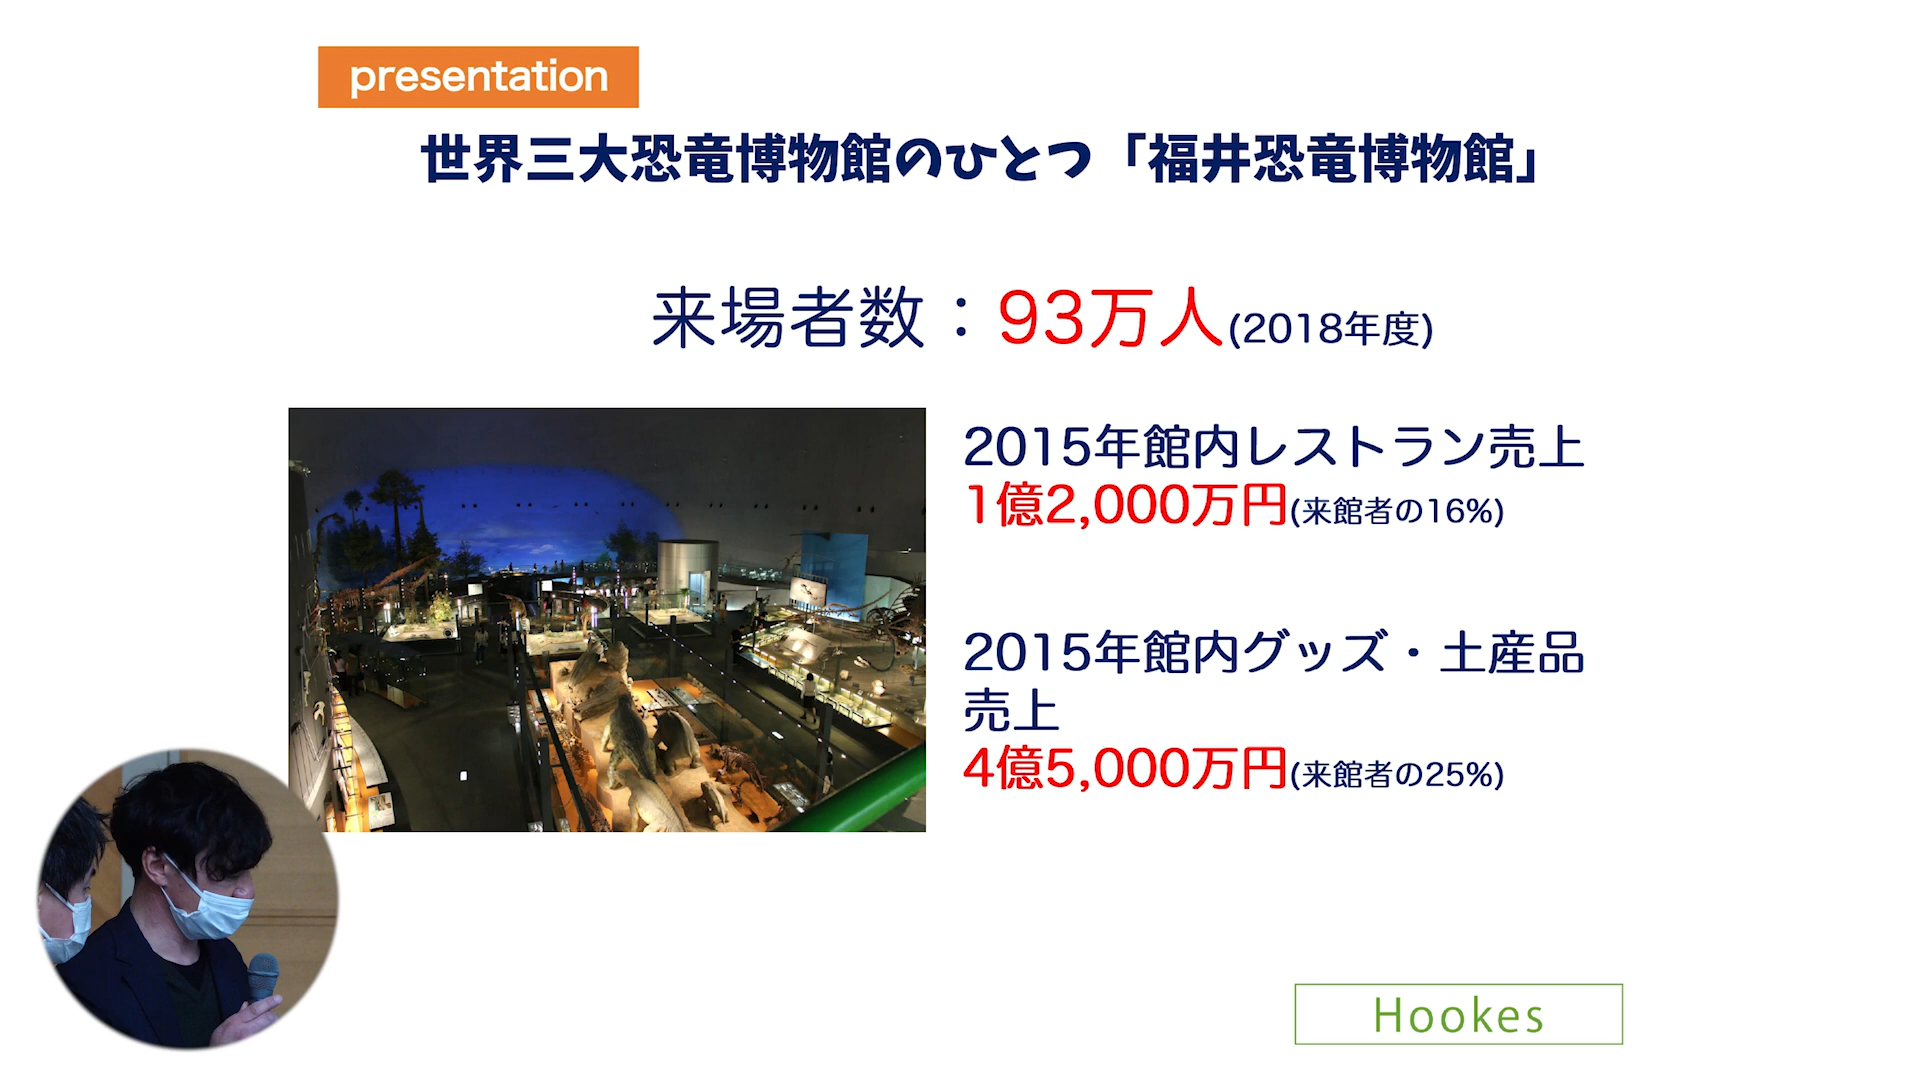 presentation
世界三大恐竜博物館のひとつ「福井恐竜博物館」
来場者数：93万人(2018年度)
2015年館内レストラン売上
1億2,000万円(来館者の16%)
2015年館内グッズ・土産品
売上
4億5,000万円(来館者の25%)
Hookes